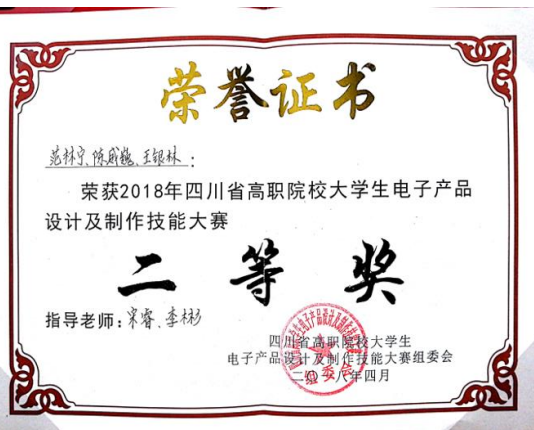 荣誉证书
范林宁、陈威巍、王银林：
荣获2018年四川省高职院校大学生电子产品
设计及制作技能大赛
二等奖
指导老师：宋睿、李彬
四川省高职院校大学生
电子产品设计及制作技能大赛组委会
二〇一八年四月